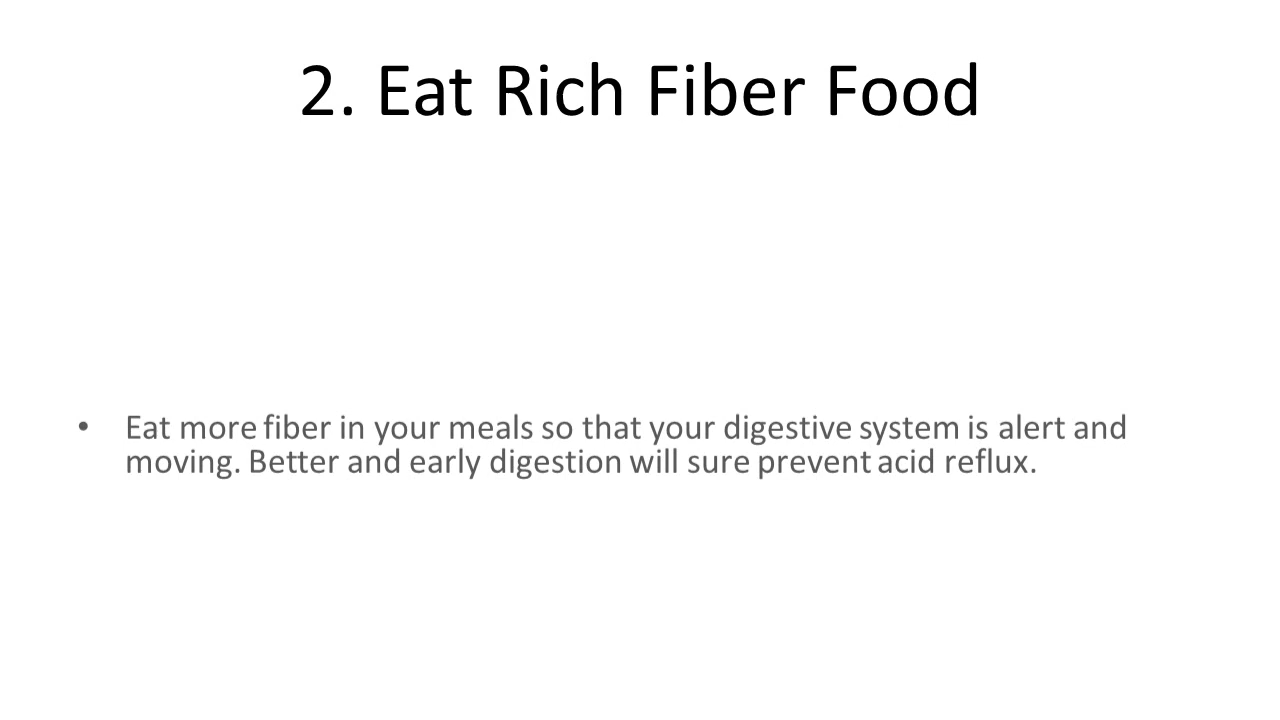 2. Eat Rich Fiber Food
• Eat more fiber in your meals so that your digestive system is alert and
moving. Better and early digestion will sure prevent acid reflux.